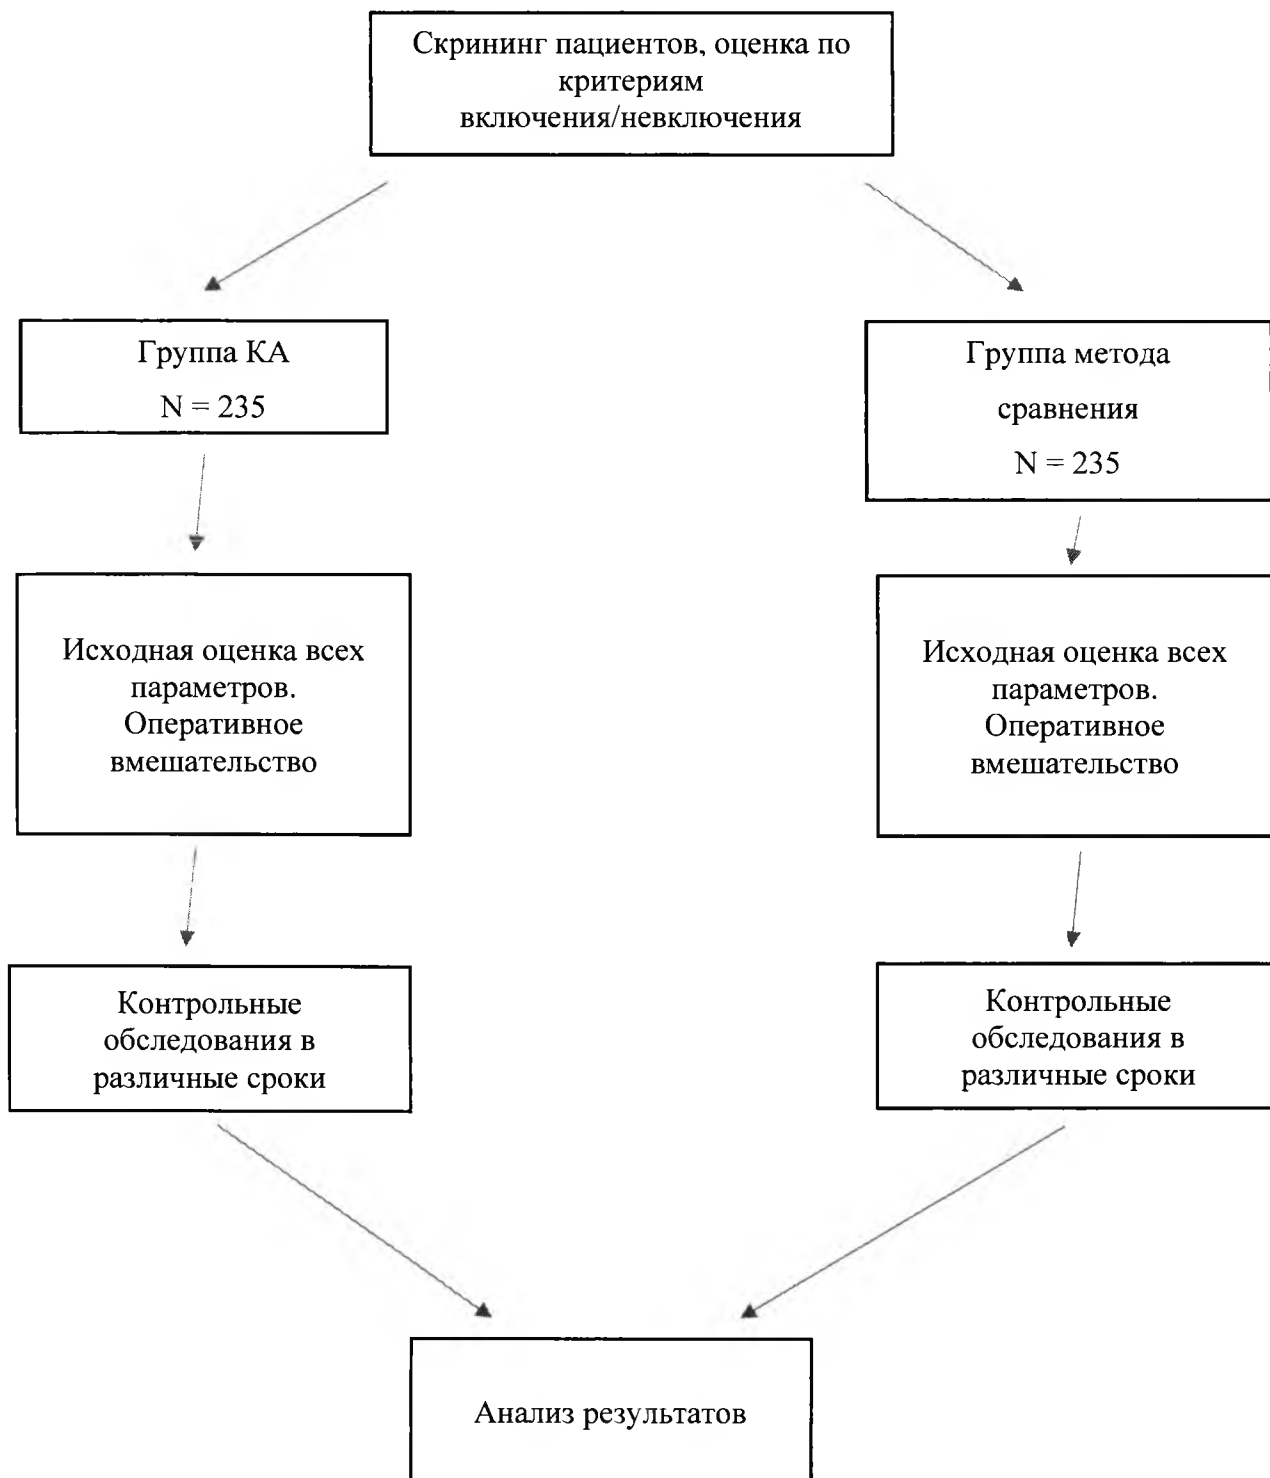 Скрининг пациентов, оценка по
критериям
включения/невключения
Группа КА
N = 235
Группа метода
сравнения
N = 235
Исходная оценка всех
параметров.
Оперативное
вмешательство
Исходная оценка всех
параметров.
Оперативное
вмешательство
Контрольные
обследования в
различные сроки
Контрольные
обследования в
различные сроки
Анализ результатов